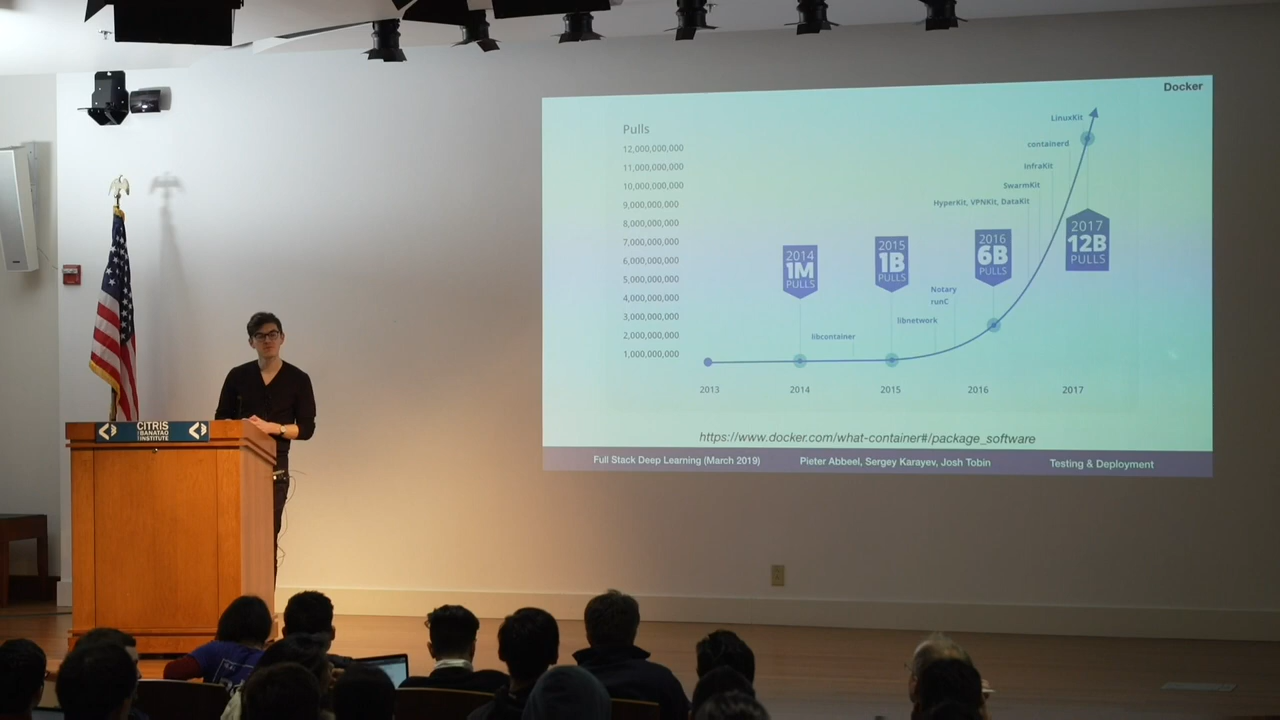 Docker
Pulls
12,000,000,000
11,000,000,000
10,000,000,000
9,000,000,000
8,000,000,000
7,000,000,000
6,000,000,000
5,000,000,000
4,000,000,000
3,000,000,000
2,000,000,000
1,000,000,000
LinuxKit
containerd
InfraKit
SwarmKit
HyperKit, VPNKit, DataKit
2014
1M
PULLS
2015
1B
PULLS
2016
6B
PULLS
2017
12B
PULLS
Notary
runC
libnetwork
libcontainer
2013
2014
2015
2016
2017
https://www.docker.com/what-container#/package_software
Full Stack Deep Learning (March 2019)
Pieter Abbeel, Sergey Karayev, Josh Tobin
Testing & Deployment
CITRIS
BANATAO
INSTITUTE